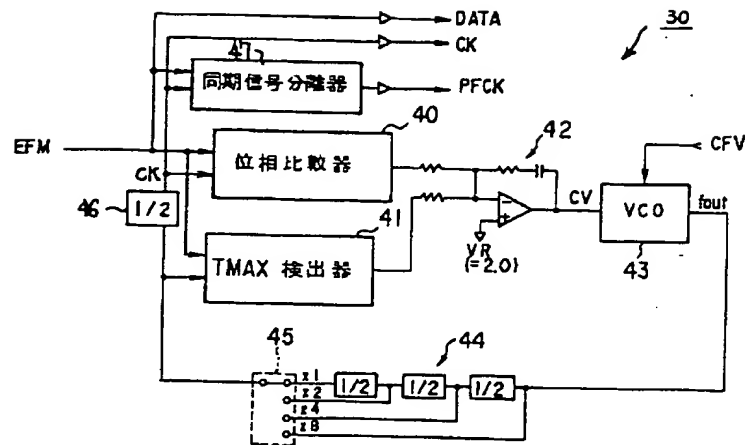 30
DATA
CK
47
同期信号分離器
PFCK
40
42
EFM
位相比較器
CFV
CK
CV
VCO
fout
46
1/2
41
43
TMAX 検出器
VR
(=2.0)
45
44
x1
1/2
1/2
1/2
x2
x4
x8